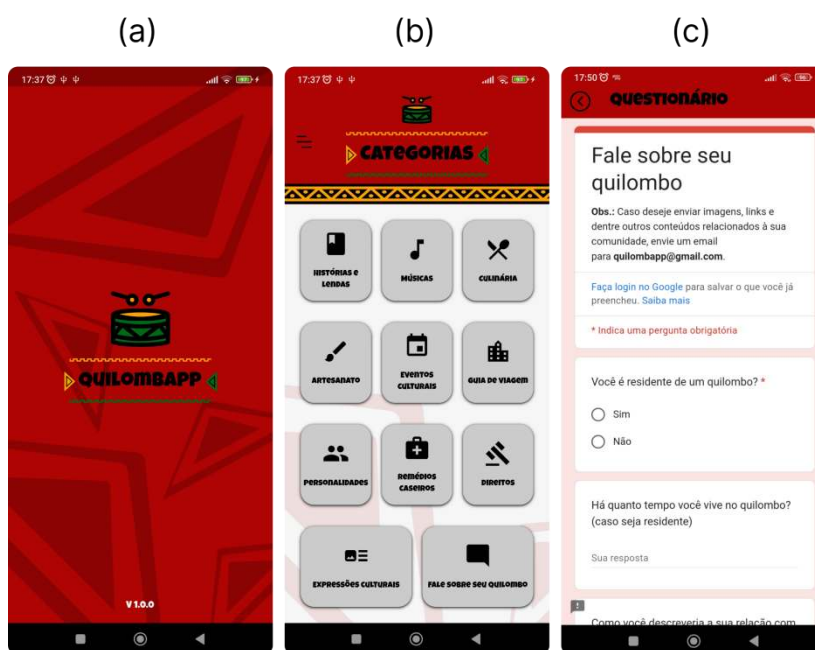 (a)
(b)
(c)
17:37
QUILOMBAPP
V 1.0.0
17:37
CATEGORIAS
HISTÓRIAS e
LENDAS
MÚSICAS
CULINÁRIA
ARTESANATO
EVENTOS
CULTURAIS
GUIA DE VIAGEM
PERSONALIDADES
REMÉDIOS
CASEIROS
DIREITOS
EXPRESSÕES CULTURAIS
FALE SOBRE SEU QUILOMBO
17:50
QUESTIONÁRIO
Fale sobre seu
quilombo
Obs.: Caso deseje enviar imagens, links e
dentre outros conteúdos relacionados à sua
comunidade, envie um email
para quilombapp@gmail.com.
Faça login no Google para salvar o que você já
preencheu. Saiba mais
* Indica uma pergunta obrigatória
Você é residente de um quilombo? *
Sim
Não
Há quanto tempo você vive no quilombo?
(caso seja residente)
Sua resposta
Como você descreveria a sua relação com